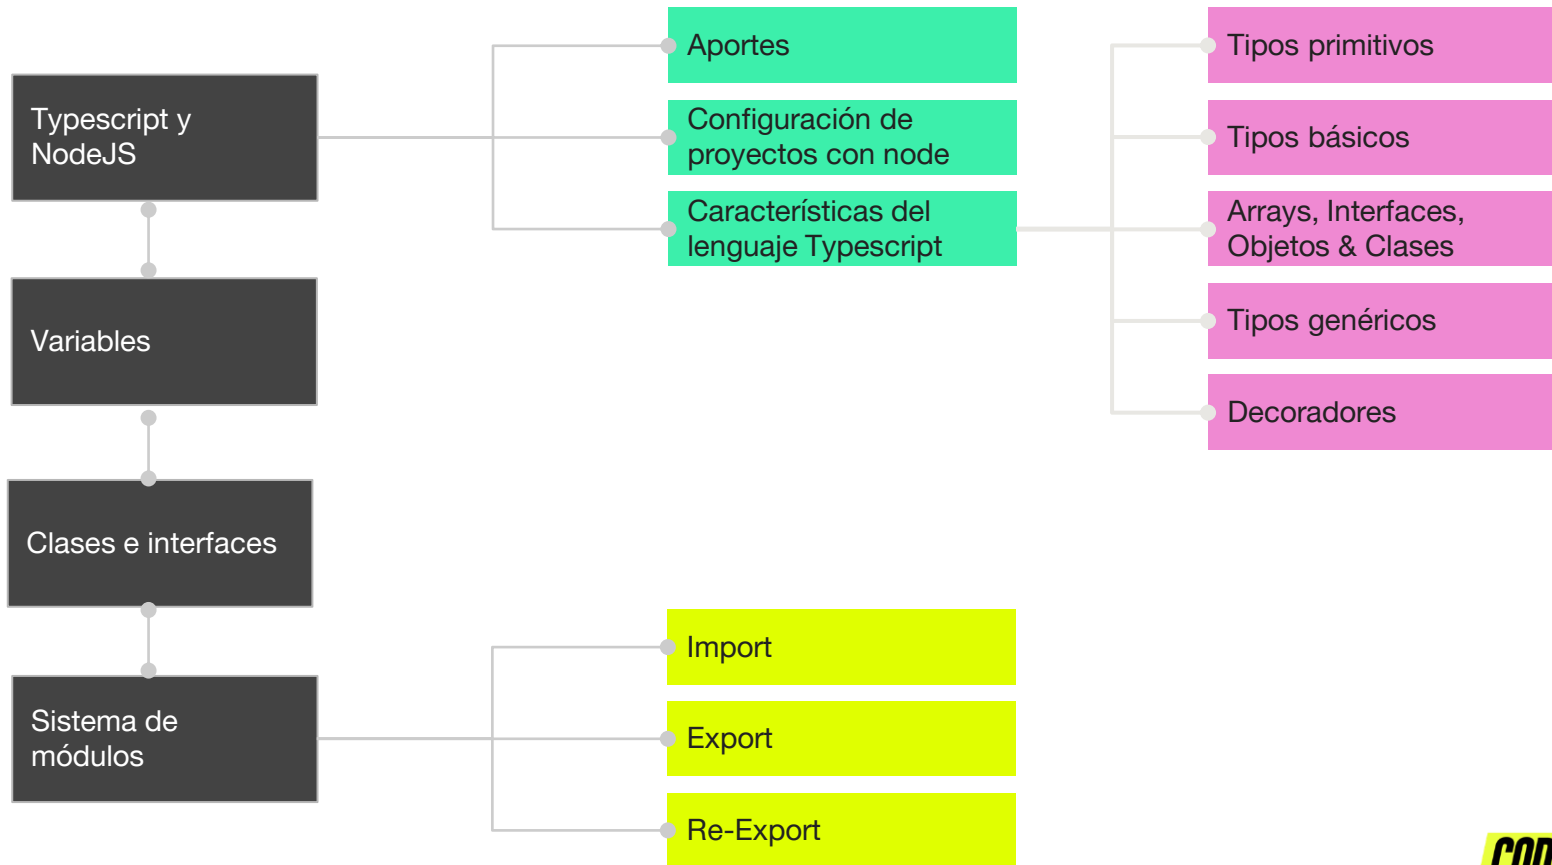 Typescript y
NodeJS
Variables
Clases e interfaces
Sistema de
módulos
Aportes
Configuración de
proyectos con node
Características del
lenguaje Typescript
Tipos primitivos
Tipos básicos
Arrays, Interfaces,
Objetos & Clases
Tipos genéricos
Decoradores
Import
Export
Re-Export